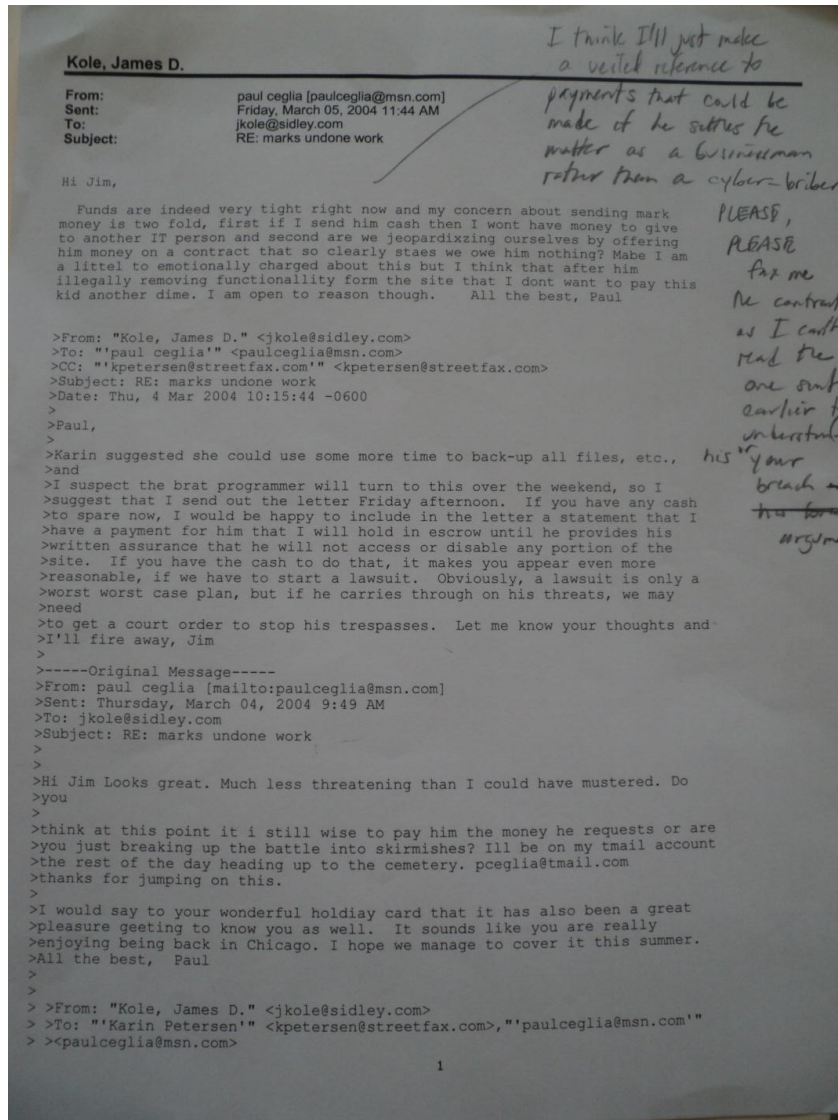 I think I'll just make
a veiled reference to
payments that could be
made if he settles the
matter as a businessman
rather than a cyber-briber
PLEASE,
PLEASE
fax me
the contract
as I can't
read the
one sent
earlier
his "your
breach
Kole, James D.
From: paul ceglia [paulceglia@msn.com]
Sent: Friday, March 05, 2004 11:44 AM
To: jkole@sidley.com
Subject: RE: marks undone work
Hi Jim,
Funds are indeed very tight right now and my concern about sending mark
money is two fold, first if I send him cash then I wont have money to give
to another IT person and second are we jeopardixzing ourselves by offering
him money on a contract that so clearly staes we owe him nothing? Mabe I am
a littel to emotionally charged about this but I think that after him
illegally removing functionallity form the site that I dont want to pay this
kid another dime. I am open to reason though. All the best, Paul
>From: "Kole, James D." <jkole@sidley.com>
>To: "'paul ceglia'" <paulceglia@msn.com>
>CC: "'kpetersen@streetfax.com'" <kpetersen@streetfax.com>
>Subject: RE: marks undone work
>Date: Thu, 4 Mar 2004 10:15:44 -0600
>
>Paul,
>
>Karin suggested she could use some more time to back-up all files, etc.,
>and
>I suspect the brat programmer will turn to this over the weekend, so I
>suggest that I send out the letter Friday afternoon. If you have any cash
>to spare now, I would be happy to include in the letter a statement that I
>have a payment for him that I will hold in escrow until he provides his
>written assurance that he will not access or disable any portion of the
>site. If you have the cash to do that, it makes you appear even more
>reasonable, if we have to start a lawsuit. Obviously, a lawsuit is only a
>worst worst case plan, but if he carries through on his threats, we may
>need
>to get a court order to stop his trespasses. Let me know your thoughts and
>I'll fire away, Jim
>
>-----Original Message-----
>From: paul ceglia [mailto:paulceglia@msn.com]
>Sent: Thursday, March 04, 2004 9:49 AM
>To: jkole@sidley.com
>Subject: RE: marks undone work
>
>
>Hi Jim Looks great. Much less threatening than I could have mustered. Do
>you
>
>think at this point it i still wise to pay him the money he requests or are
>you just breaking up the battle into skirmishes? Ill be on my tmail account
>the rest of the day heading up to the cemetery. pceglia@tmail.com
>thanks for jumping on this.
>
>I would say to your wonderful holdiay card that it has also been a great
>pleasure geeting to know you as well. It sounds like you are really
>enjoying being back in Chicago. I hope we manage to cover it this summer.
>All the best, Paul
>
>
> >From: "Kole, James D." <jkole@sidley.com>
> >To: "'Karin Petersen'" <kpetersen@streetfax.com>,"'paulceglia@msn.com'"
> ><paulceglia@msn.com>
1